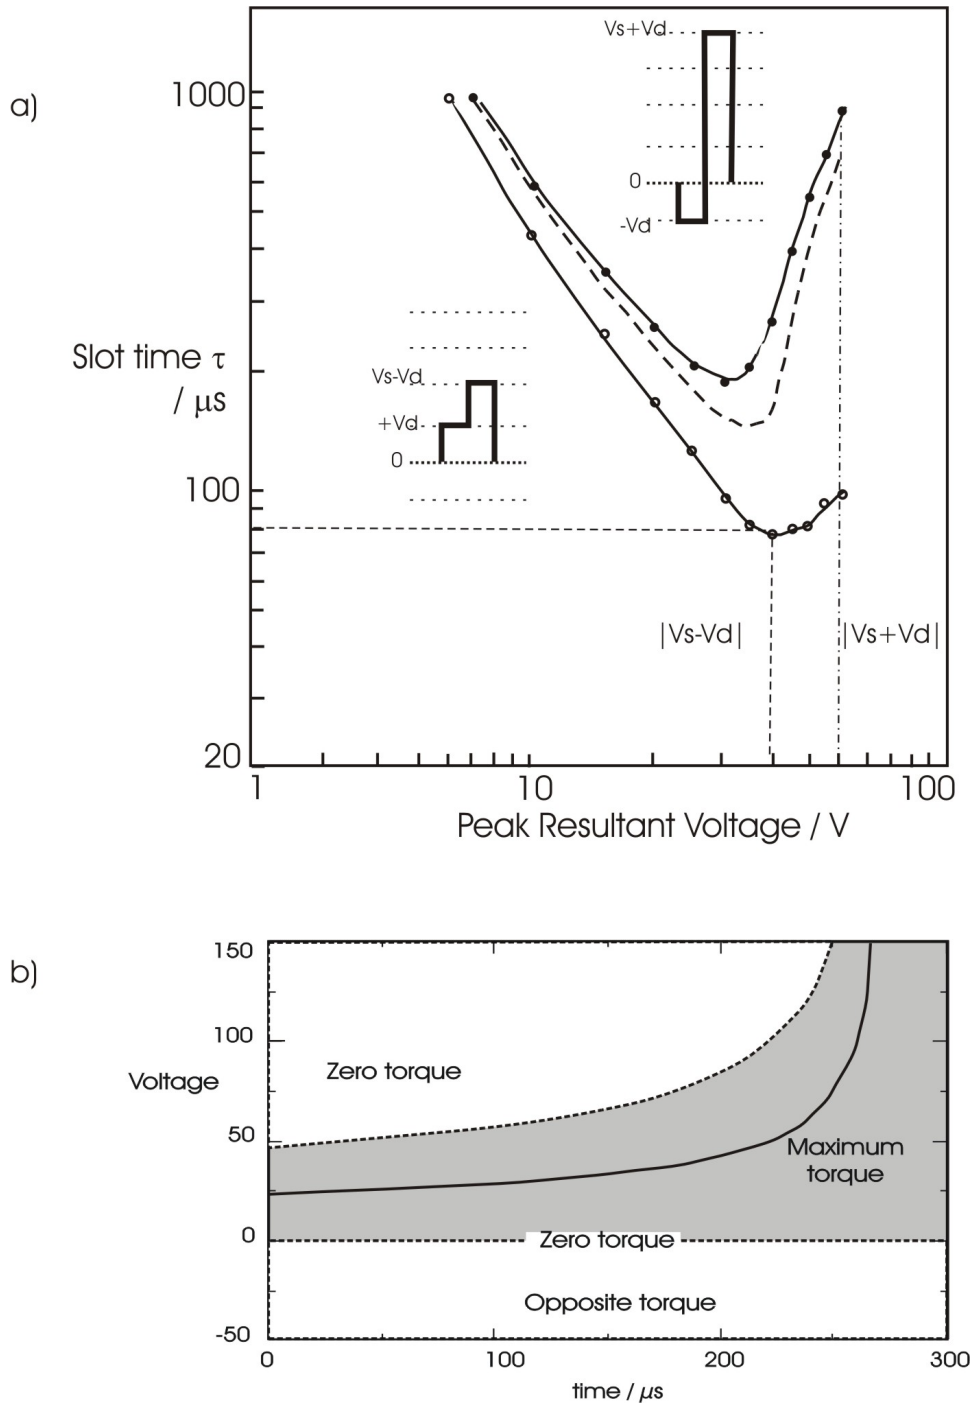 a)
1000
Slot time τ
/ μs
100
20
1
10
100
Peak Resultant Voltage / V
Vs+Vd
0
-Vd
Vs-Vd
+Vd
0
|Vs-Vd|
|Vs+Vd|
b)
150
100
Voltage
50
0
-50
Zero torque
Maximum
torque
Zero torque
Opposite torque
0
100
200
300
time / μs